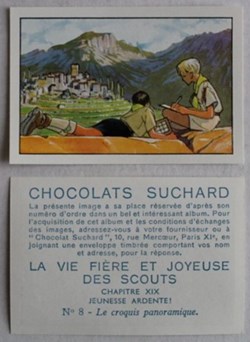 CHOCOLATS SUCHARD
La présente image a sa place réservée d'après son
numéro d'ordre dans un bel et intéressant album. Pour
l'acquisition de cet album et les conditions d'échanges
des images, adressez-vous à votre fournisseur ou à
"Chocolat Suchard", 10, rue Mercœur, Paris XIe, en
joignant une enveloppe timbrée comportant vos nom
et adresse, pour la réponse.
LA VIE FIÈRE ET JOYEUSE
DES SCOUTS
CHAPITRE XIX
JEUNESSE ARDENTE!
No 8 - Le croquis panoramique.